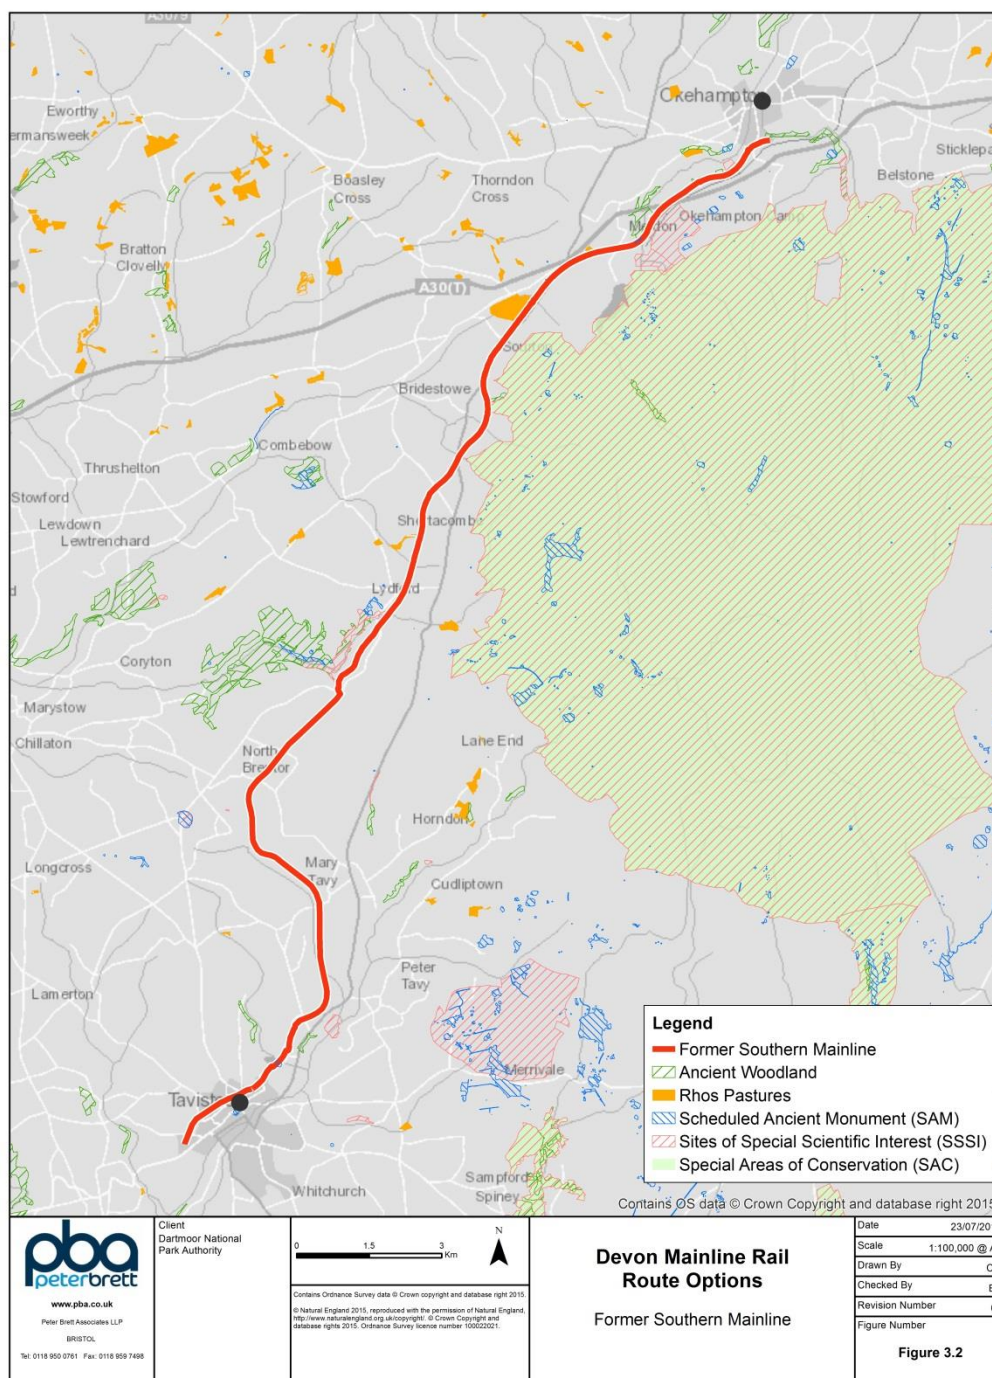 A3079
Okehampton
Eworthy
ermansweek
Sticklepa
Belstone
Boasley
Cross
Thorndon
Cross
Okehampton Camp
Meldon
Bratton
Clovelly
A30(T)
Sourton
Bridestowe
Combebow
Thrushelton
Stowford
Lewdown
Lewtrenchard
Shortacombe
d
Lydford
Coryton
Marystow
Chillaton
North
Brentor
Lane End
Horndon
Longcross
Mary
Tavy
Cudliptown
Peter
Tavy
Lamerton
Merrivale
Tavistoc
Whitchurch
Sampford
Spiney
Legend
Former Southern Mainline
Ancient Woodland
Rhos Pastures
Scheduled Ancient Monument (SAM)
Sites of Special Scientific Interest (SSSI)
Special Areas of Conservation (SAC)
Contains OS data © Crown Copyright and database right 2015
pba
peterbrett
www.pba.co.uk
Peter Brett Associates LLP
BRISTOL
Tel: 0118 950 0761 Fax: 0118 959 7498
Client
Dartmoor National
Park Authority
0 1.5 3
Km
N
Contains Ordnance Survey data © Crown copyright and database right 2015.
© Natural England 2015, reproduced with the permission of Natural England,
http://www.naturalengland.org.uk/copyright/. © Crown Copyright and
database rights 2015. Ordnance Survey licence number 100022021.
Devon Mainline Rail
Route Options
Former Southern Mainline
Date 23/07/201
Scale 1:100,000 @ A
Drawn By
Checked By
Revision Number
Figure Number
Figure 3.2